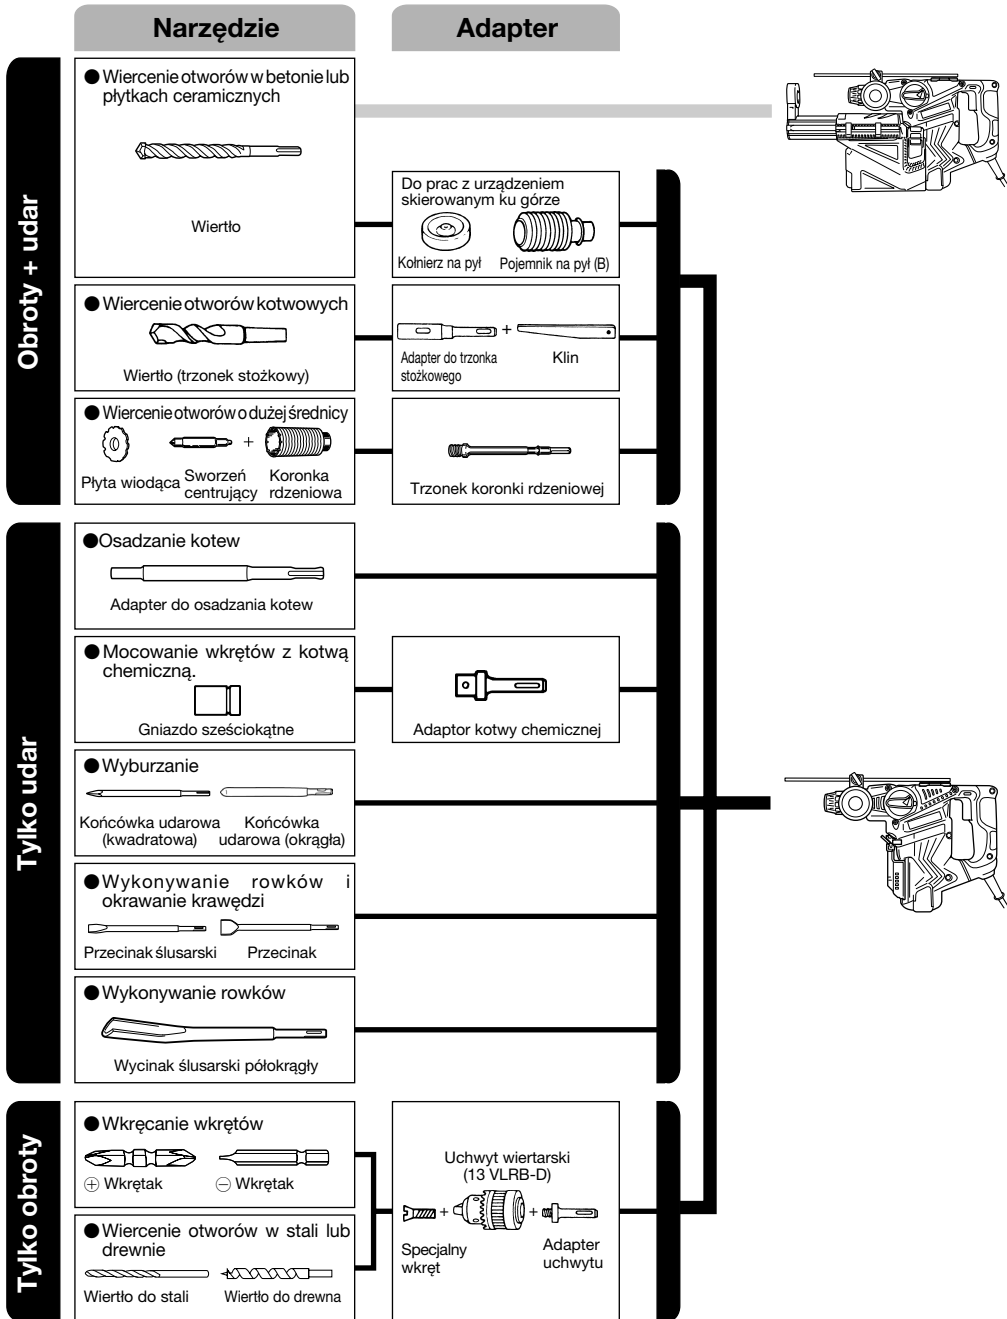 Narzędzie
Adapter
Obroty + udar
● Wiercenie otworów w betonie lub
płytkach ceramicznych
Wiertło
Do prac z urządzeniem
skierowanym ku górze
Kołnierz na pył
Pojemnik na pył (B)
● Wiercenie otworów kotwowych
Wiertło (trzonek stożkowy)
+
Adapter do trzonka
stożkowego
Klin
● Wiercenie otworów o dużej średnicy
+
Płyta wiodąca
Sworzeń
centrujący
Koronka
rdzeniowa
Trzonek koronki rdzeniowej
Tylko udar
● Osadzanie kotew
Adapter do osadzania kotew
● Mocowanie wkrętów z kotwą
chemiczną.
Gniazdo sześciokątne
Adaptor kotwy chemicznej
● Wyburzanie
Końcówka udarowa
(kwadratowa)
Końcówka
udarowa (okrągła)
● Wykonywanie rowków i
okrawanie krawędzi
Przecinak ślusarski
Przecinak
● Wykonywanie rowków
Wycinak ślusarski półokrągły
Tylko obroty
● Wkręcanie wkrętów
⊕ Wkrętak
⊖ Wkrętak
● Wiercenie otworów w stali lub
drewnie
Wiertło do stali
Wiertło do drewna
Uchwyt wiertarski
(13 VLRB-D)
+ +
Specjalny
wkręt
Adapter
uchwytu